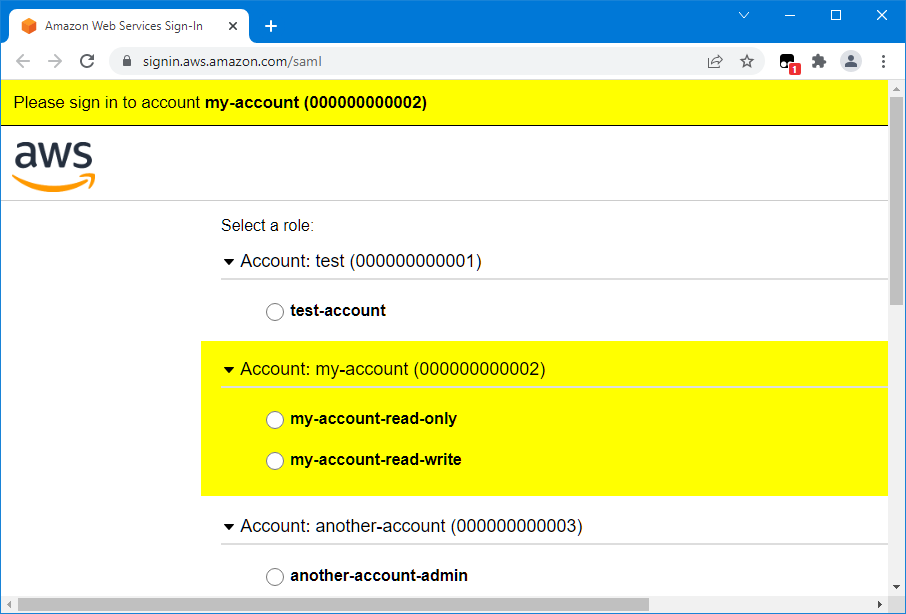 Amazon Web Services Sign-In
signin.aws.amazon.com/saml
1
Please sign in to account my-account (000000000002)
aws
Select a role:
Account: test (000000000001)
test-account
Account: my-account (000000000002)
my-account-read-only
my-account-read-write
Account: another-account (000000000003)
another-account-admin